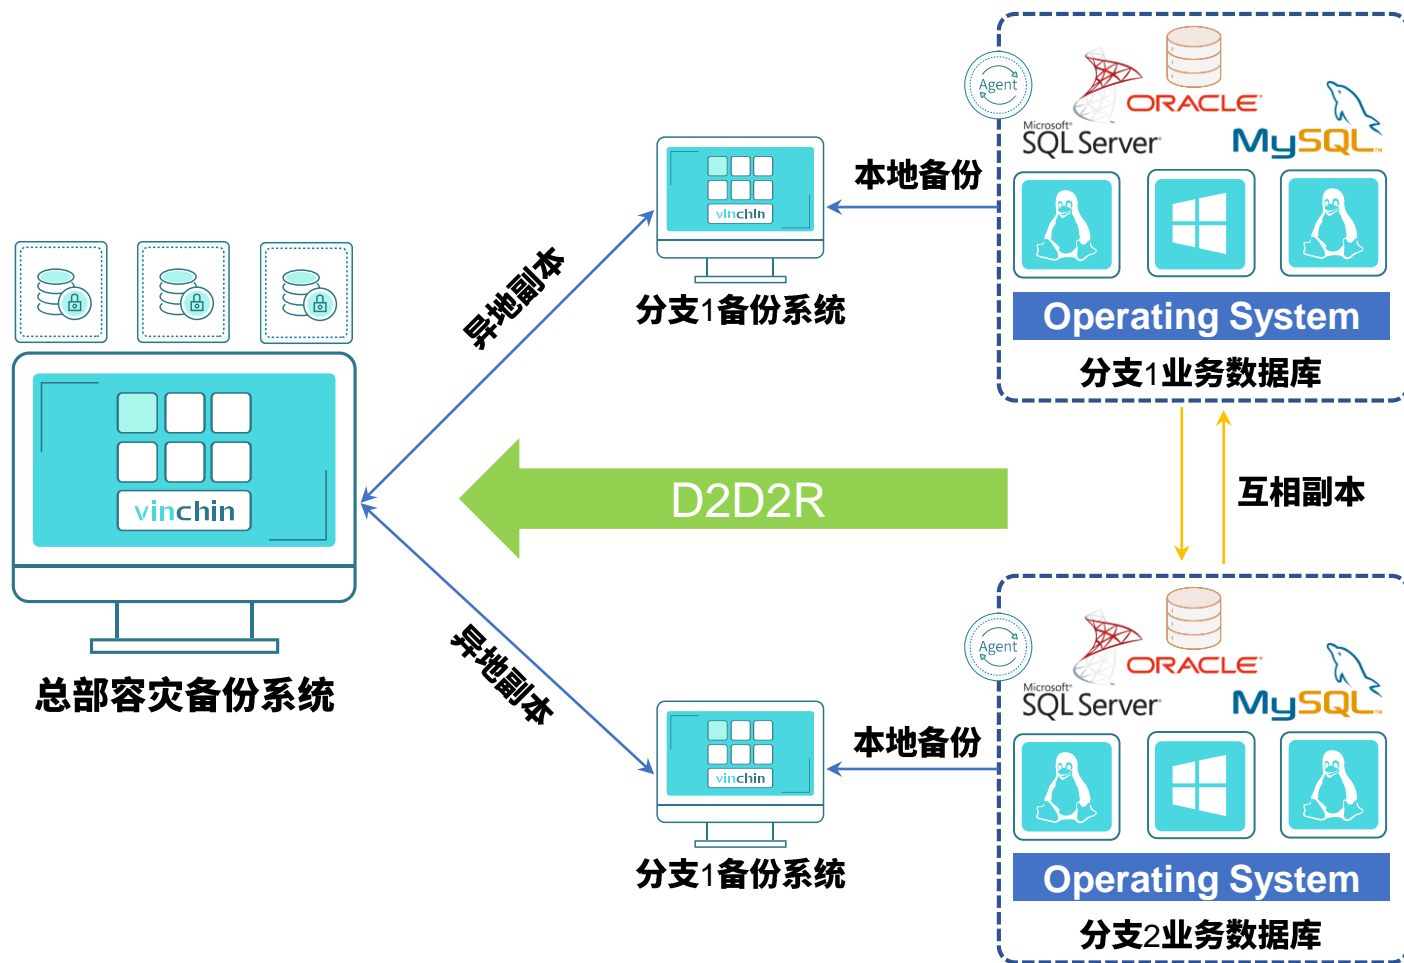 Agent
ORACLE
Microsoft®
SQL Server®
MySQL™
本地备份
vinchin
分支1备份系统
Operating System
分支1业务数据库
异地副本
vinchin
总部容灾备份系统
D2D2R
互相副本
异地副本
Agent
ORACLE
Microsoft®
SQL Server®
MySQL™
本地备份
vinchin
分支1备份系统
Operating System
分支2业务数据库